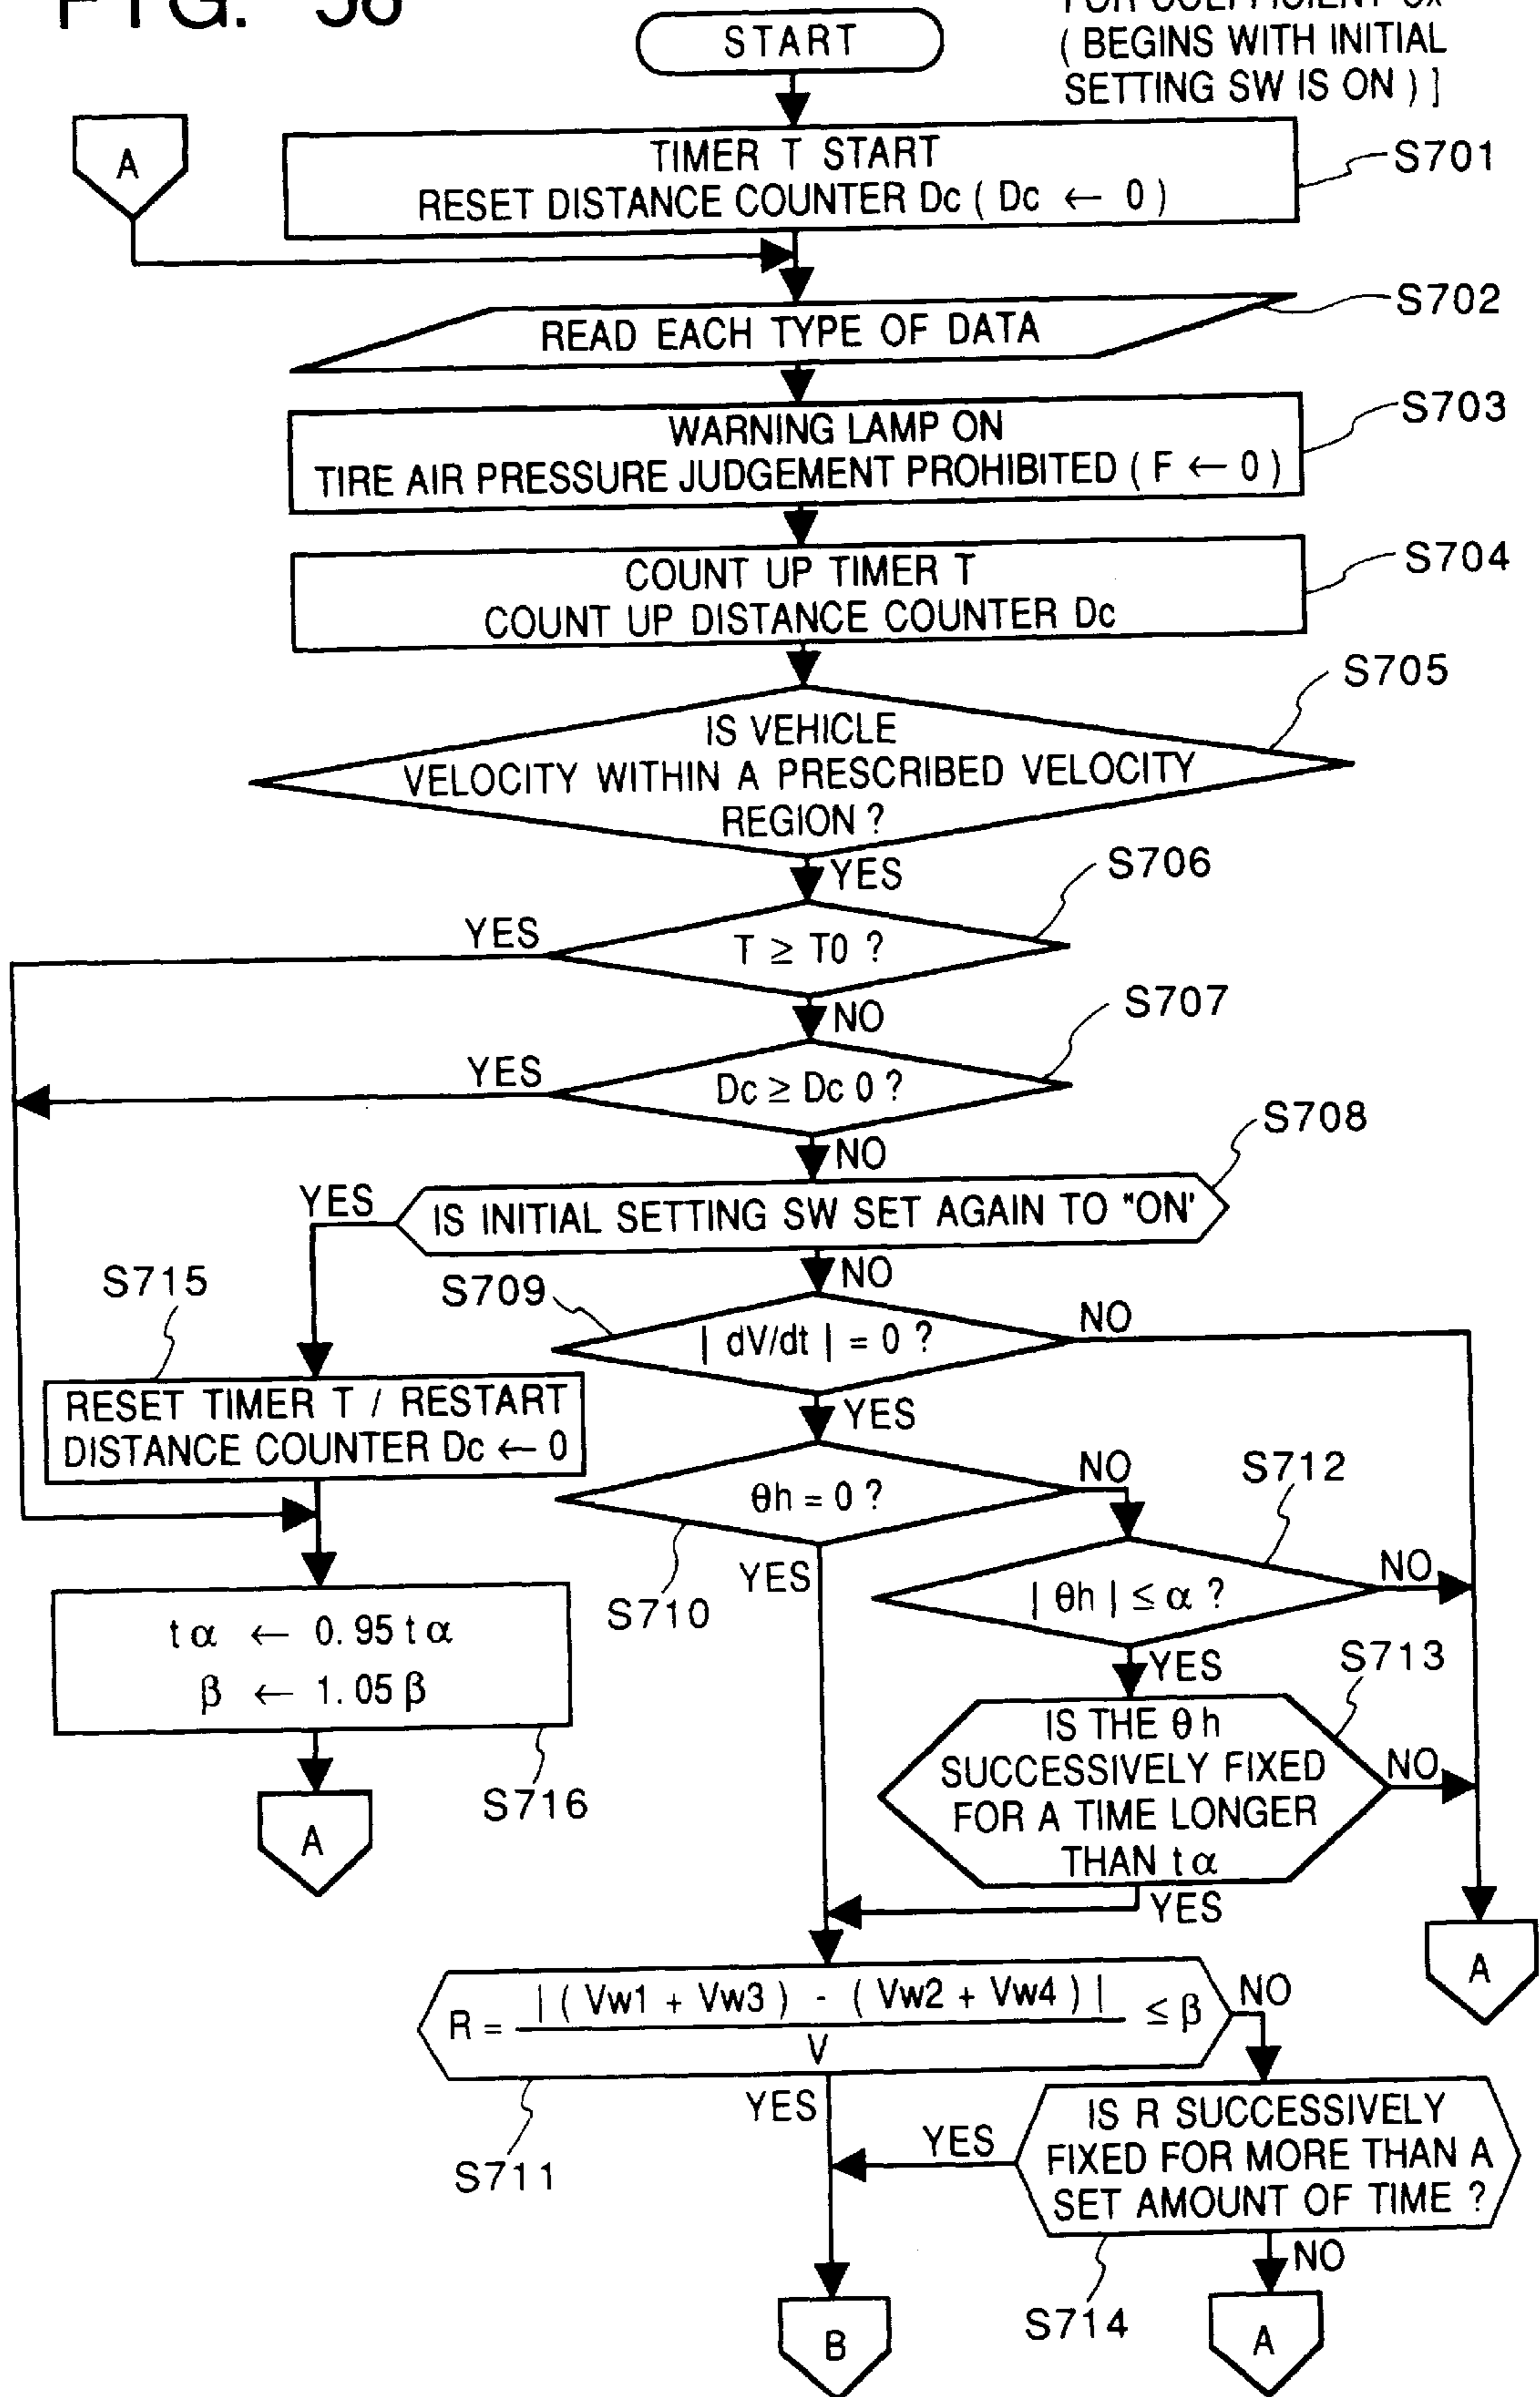 FIG.
( BEGINS WITH INITIAL
SETTING SW IS ON ) ]
START
A
TIMER T START
RESET DISTANCE COUNTER Dc ( Dc ← 0 )
S701
READ EACH TYPE OF DATA
S702
WARNING LAMP ON
TIRE AIR PRESSURE JUDGEMENT PROHIBITED ( F ← 0 )
S703
COUNT UP TIMER T
COUNT UP DISTANCE COUNTER Dc
S704
IS VEHICLE
VELOCITY WITHIN A PRESCRIBED VELOCITY
REGION ?
S705
YES
T ≥ T0 ?
S706
YES
NO
Dc ≥ Dc 0 ?
S707
YES
NO
IS INITIAL SETTING SW SET AGAIN TO "ON'
S708
YES
NO
S709
| dV/dt | = 0 ?
NO
YES
S715
RESET TIMER T / RESTART
DISTANCE COUNTER Dc ← 0
θh = 0 ?
NO
S710
YES
S712
| θh | ≤ α ?
NO
YES
tα ← 0.95 tα
β ← 1.05 β
S716
A
S713
IS THE θh
SUCCESSIVELY FIXED
FOR A TIME LONGER
THAN tα
NO
YES
A
R = | ( Vw1 + Vw3 ) - ( Vw2 + Vw4 ) | / V ≤ β
NO
S711
YES
IS R SUCCESSIVELY
FIXED FOR MORE THAN A
SET AMOUNT OF TIME ?
YES
S714
NO
B
A